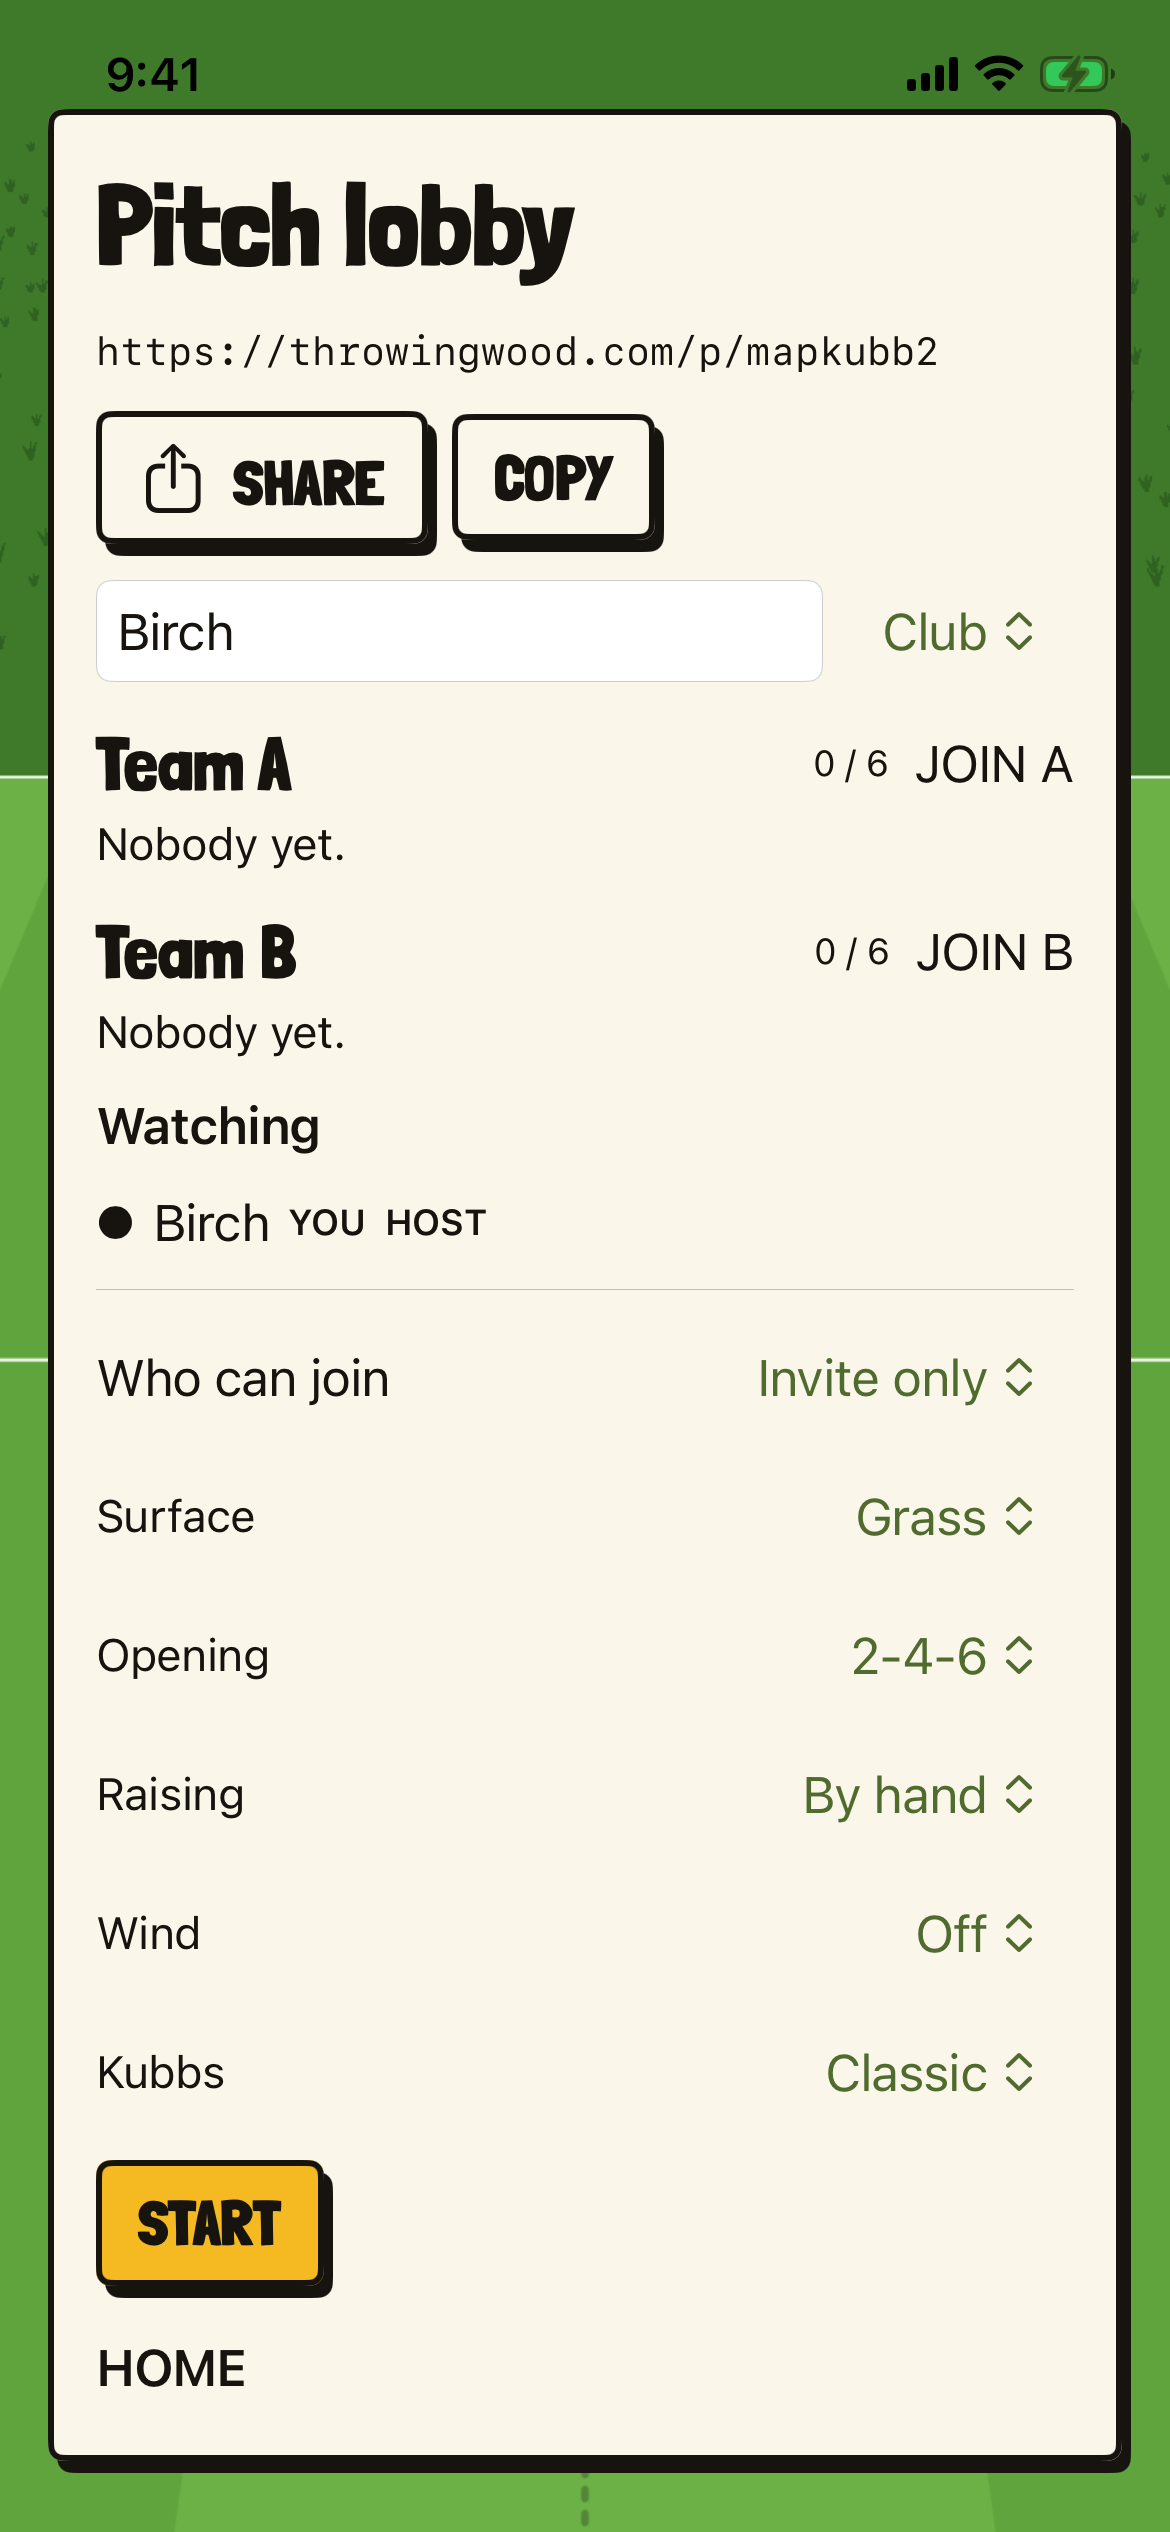 9:41
Pitch lobby
https://throwingwood.com/p/mapkubb2
SHARE COPY
Birch Club
Team A 0 / 6 JOIN A
Nobody yet.
Team B 0 / 6 JOIN B
Nobody yet.
Watching
Birch YOU HOST
Who can join Invite only
Surface Grass
Opening 2-4-6
Raising By hand
Wind Off
Kubbs Classic
START
HOME